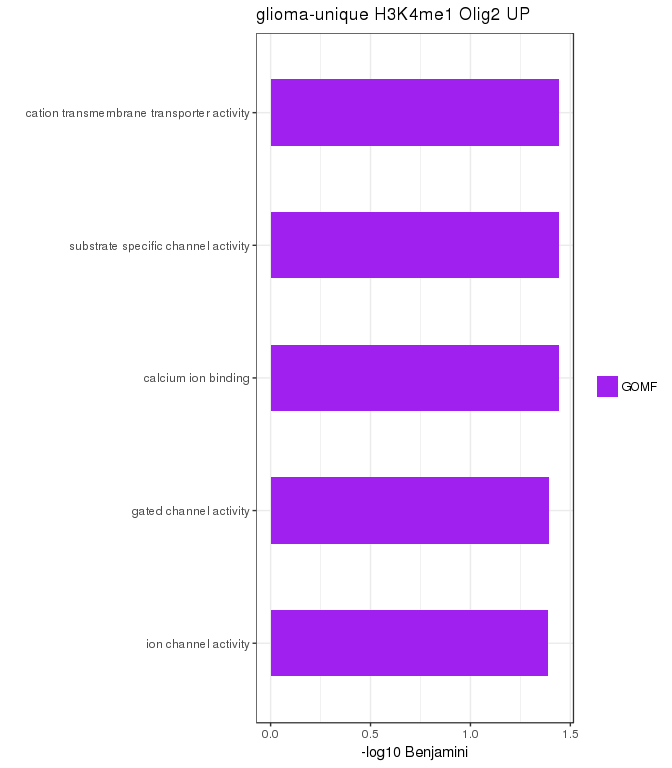 glioma-unique H3K4me1 Olig2 UP
cation transmembrane transporter activity
substrate specific channel activity
calcium ion binding
gated channel activity
ion channel activity
GOMF
0.0 0.5 1.0 1.5
-log10 Benjamini